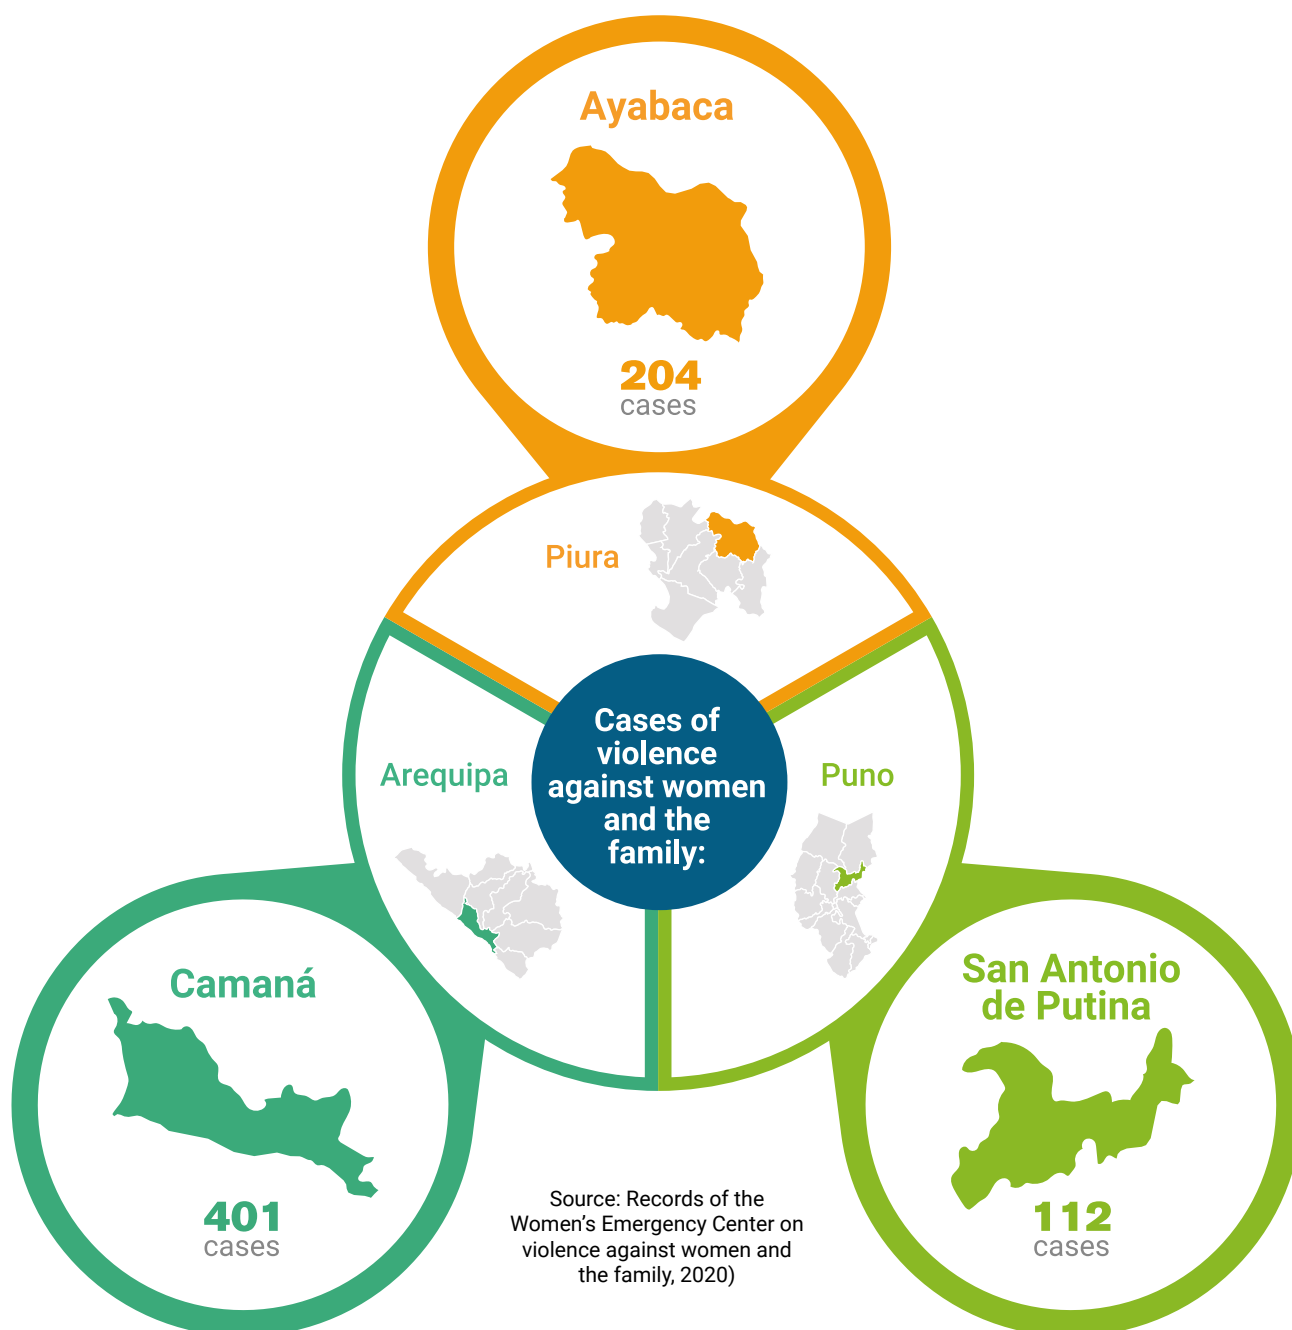 Ayabaca
204
cases
Piura
Cases of
violence
against women
and the
family:
Arequipa
Puno
Camaná
401
cases
San Antonio
de Putina
112
cases
Source: Records of the
Women’s Emergency Center on
violence against women and
the family, 2020)